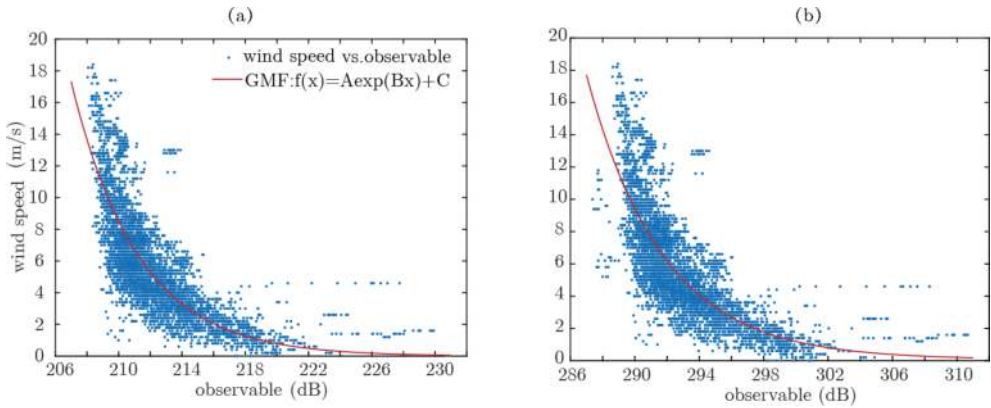 (a)
20
18
16
14
12
10
8
6
4
2
0
206 210 214 218 222 226 230
observable (dB)
wind speed (m/s)
wind speed vs.observable
GMF:f(x)=Aexp(Bx)+C
(b)
20
18
16
14
12
10
8
6
4
2
0
286 290 294 298 302 306 310
observable (dB)